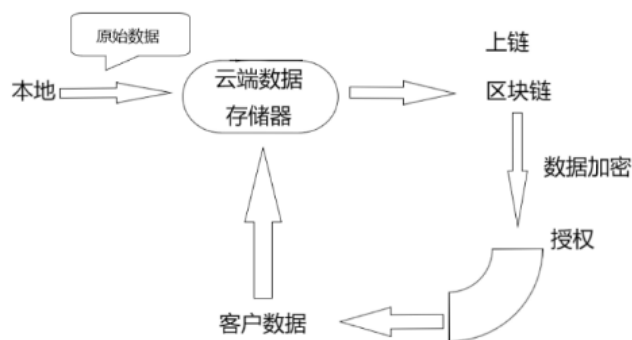 原始数据
上链
本地
云端数据
存储器
区块链
数据加密
授权
客户数据